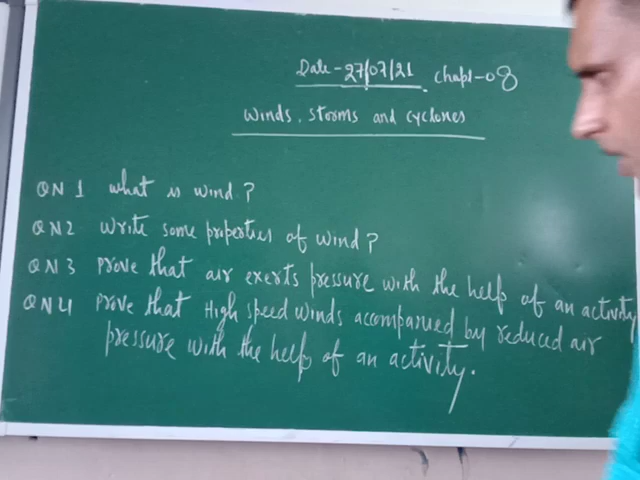 Date - 27/07/21. Chapt-08
Winds, Storms and cyclones
QN 1 what is wind?
QN 2 Write some properties of wind?
QN 3 Prove that air exerts pressure with the help of an activity
QN 4 Prove that High speed winds accompanied by reduced air
pressure with the help of an activity.